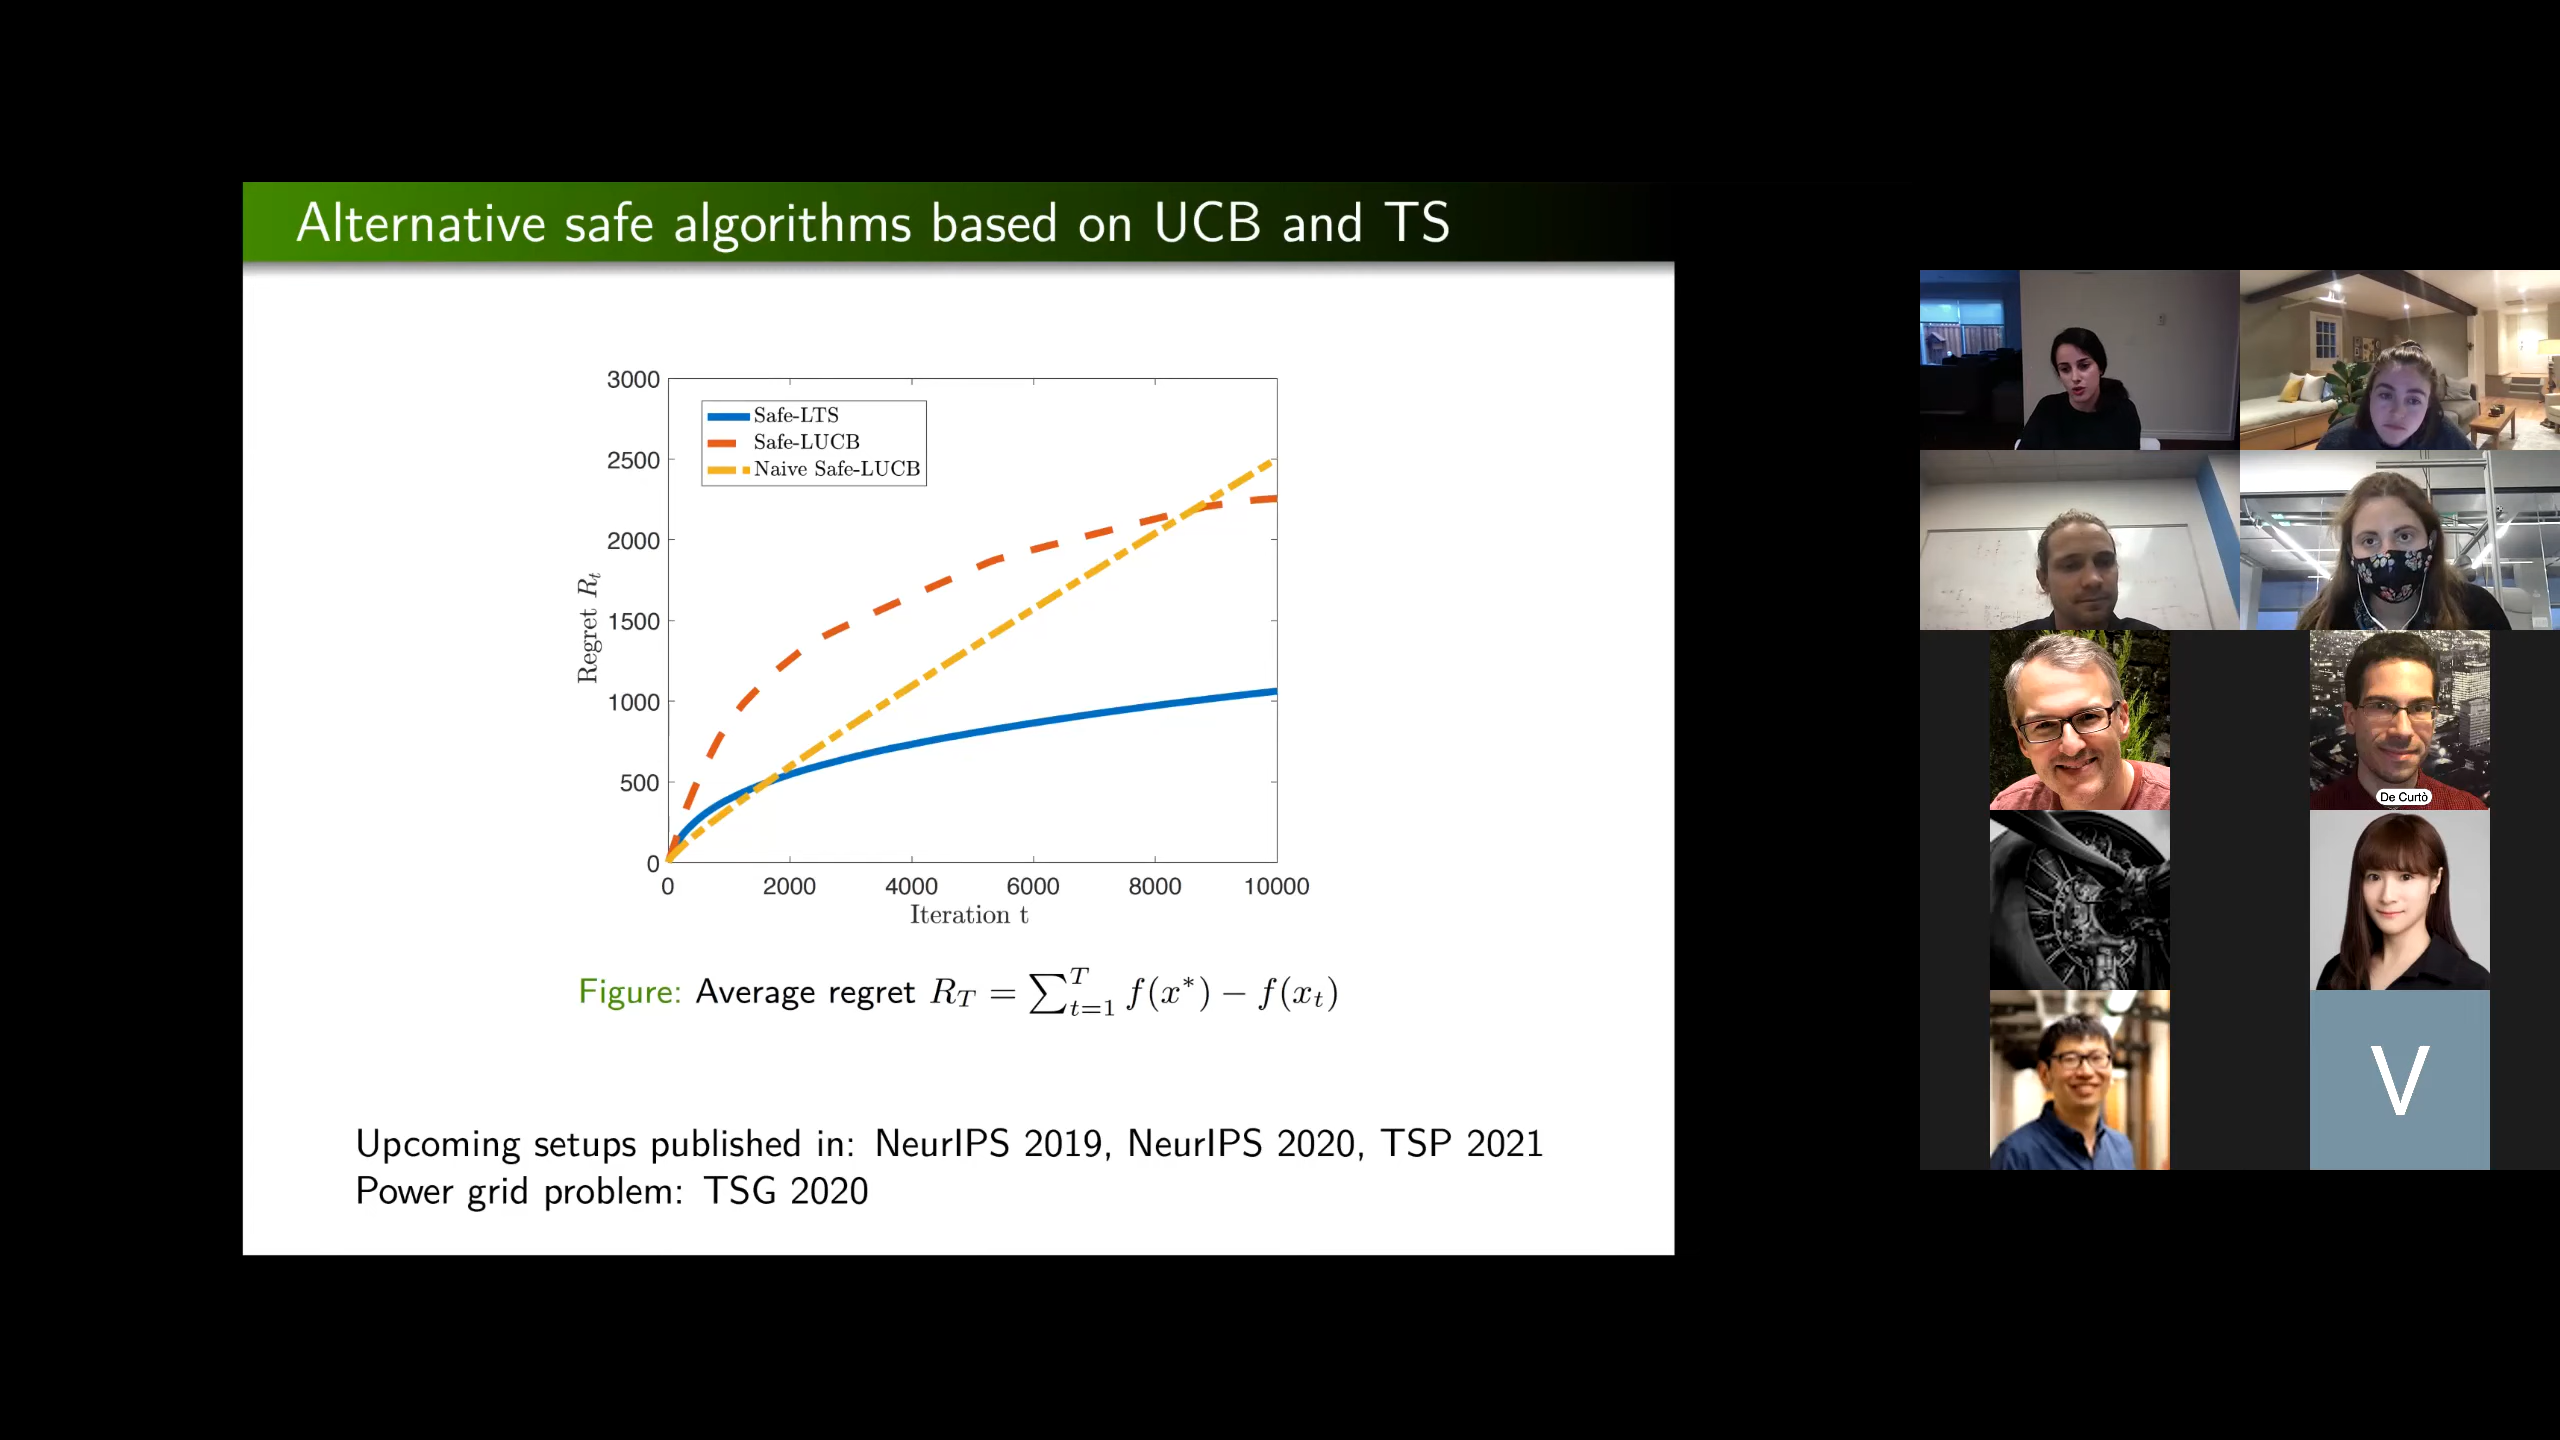 Alternative safe algorithms based on UCB and TS
3000
2500
2000
1500
1000
500
0
Regret R_t
Safe-LTS
Safe-LUCB
Naive Safe-LUCB
0 2000 4000 6000 8000 10000
Iteration t
Figure: Average regret R_T = ∑_{t=1}^T f(x*) − f(x_t)
Upcoming setups published in: NeurIPS 2019, NeurIPS 2020, TSP 2021
Power grid problem: TSG 2020
De Curtò
V